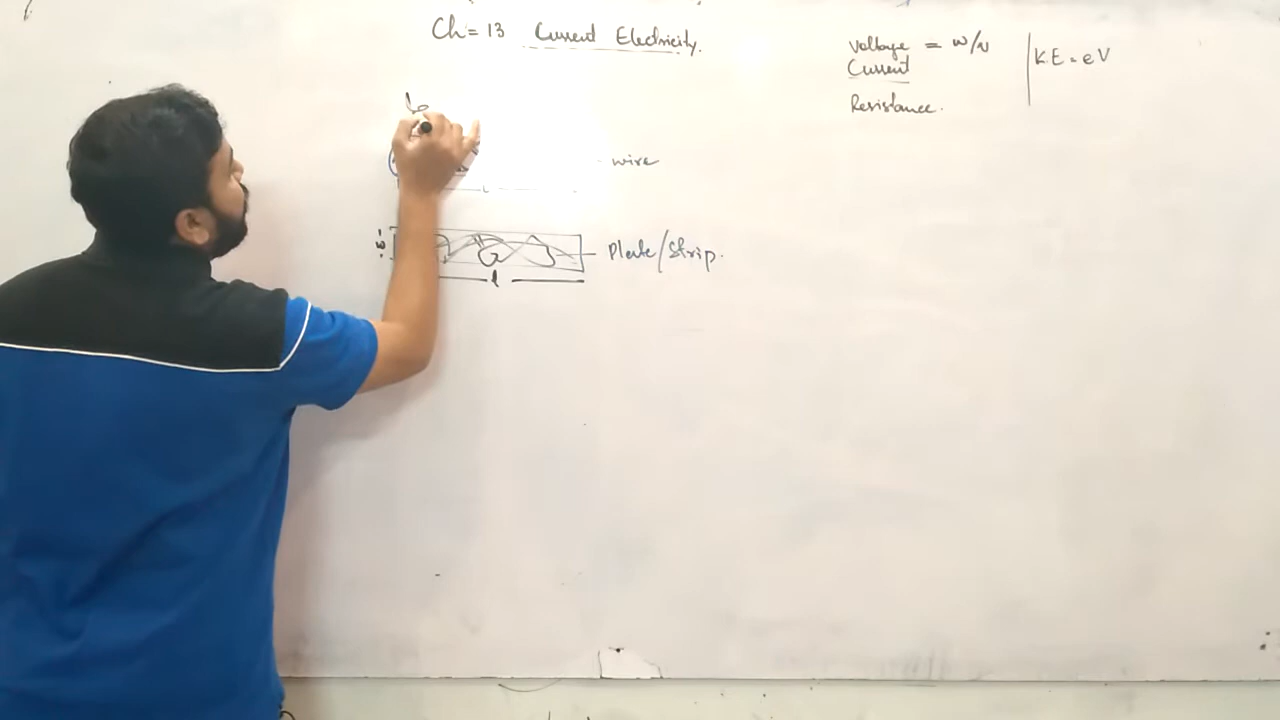 Ch= 13 Current Electricity.
Voltage = w/v
Current
Resistance.
K.E = eV
wire
w
Plate/Strip.
l